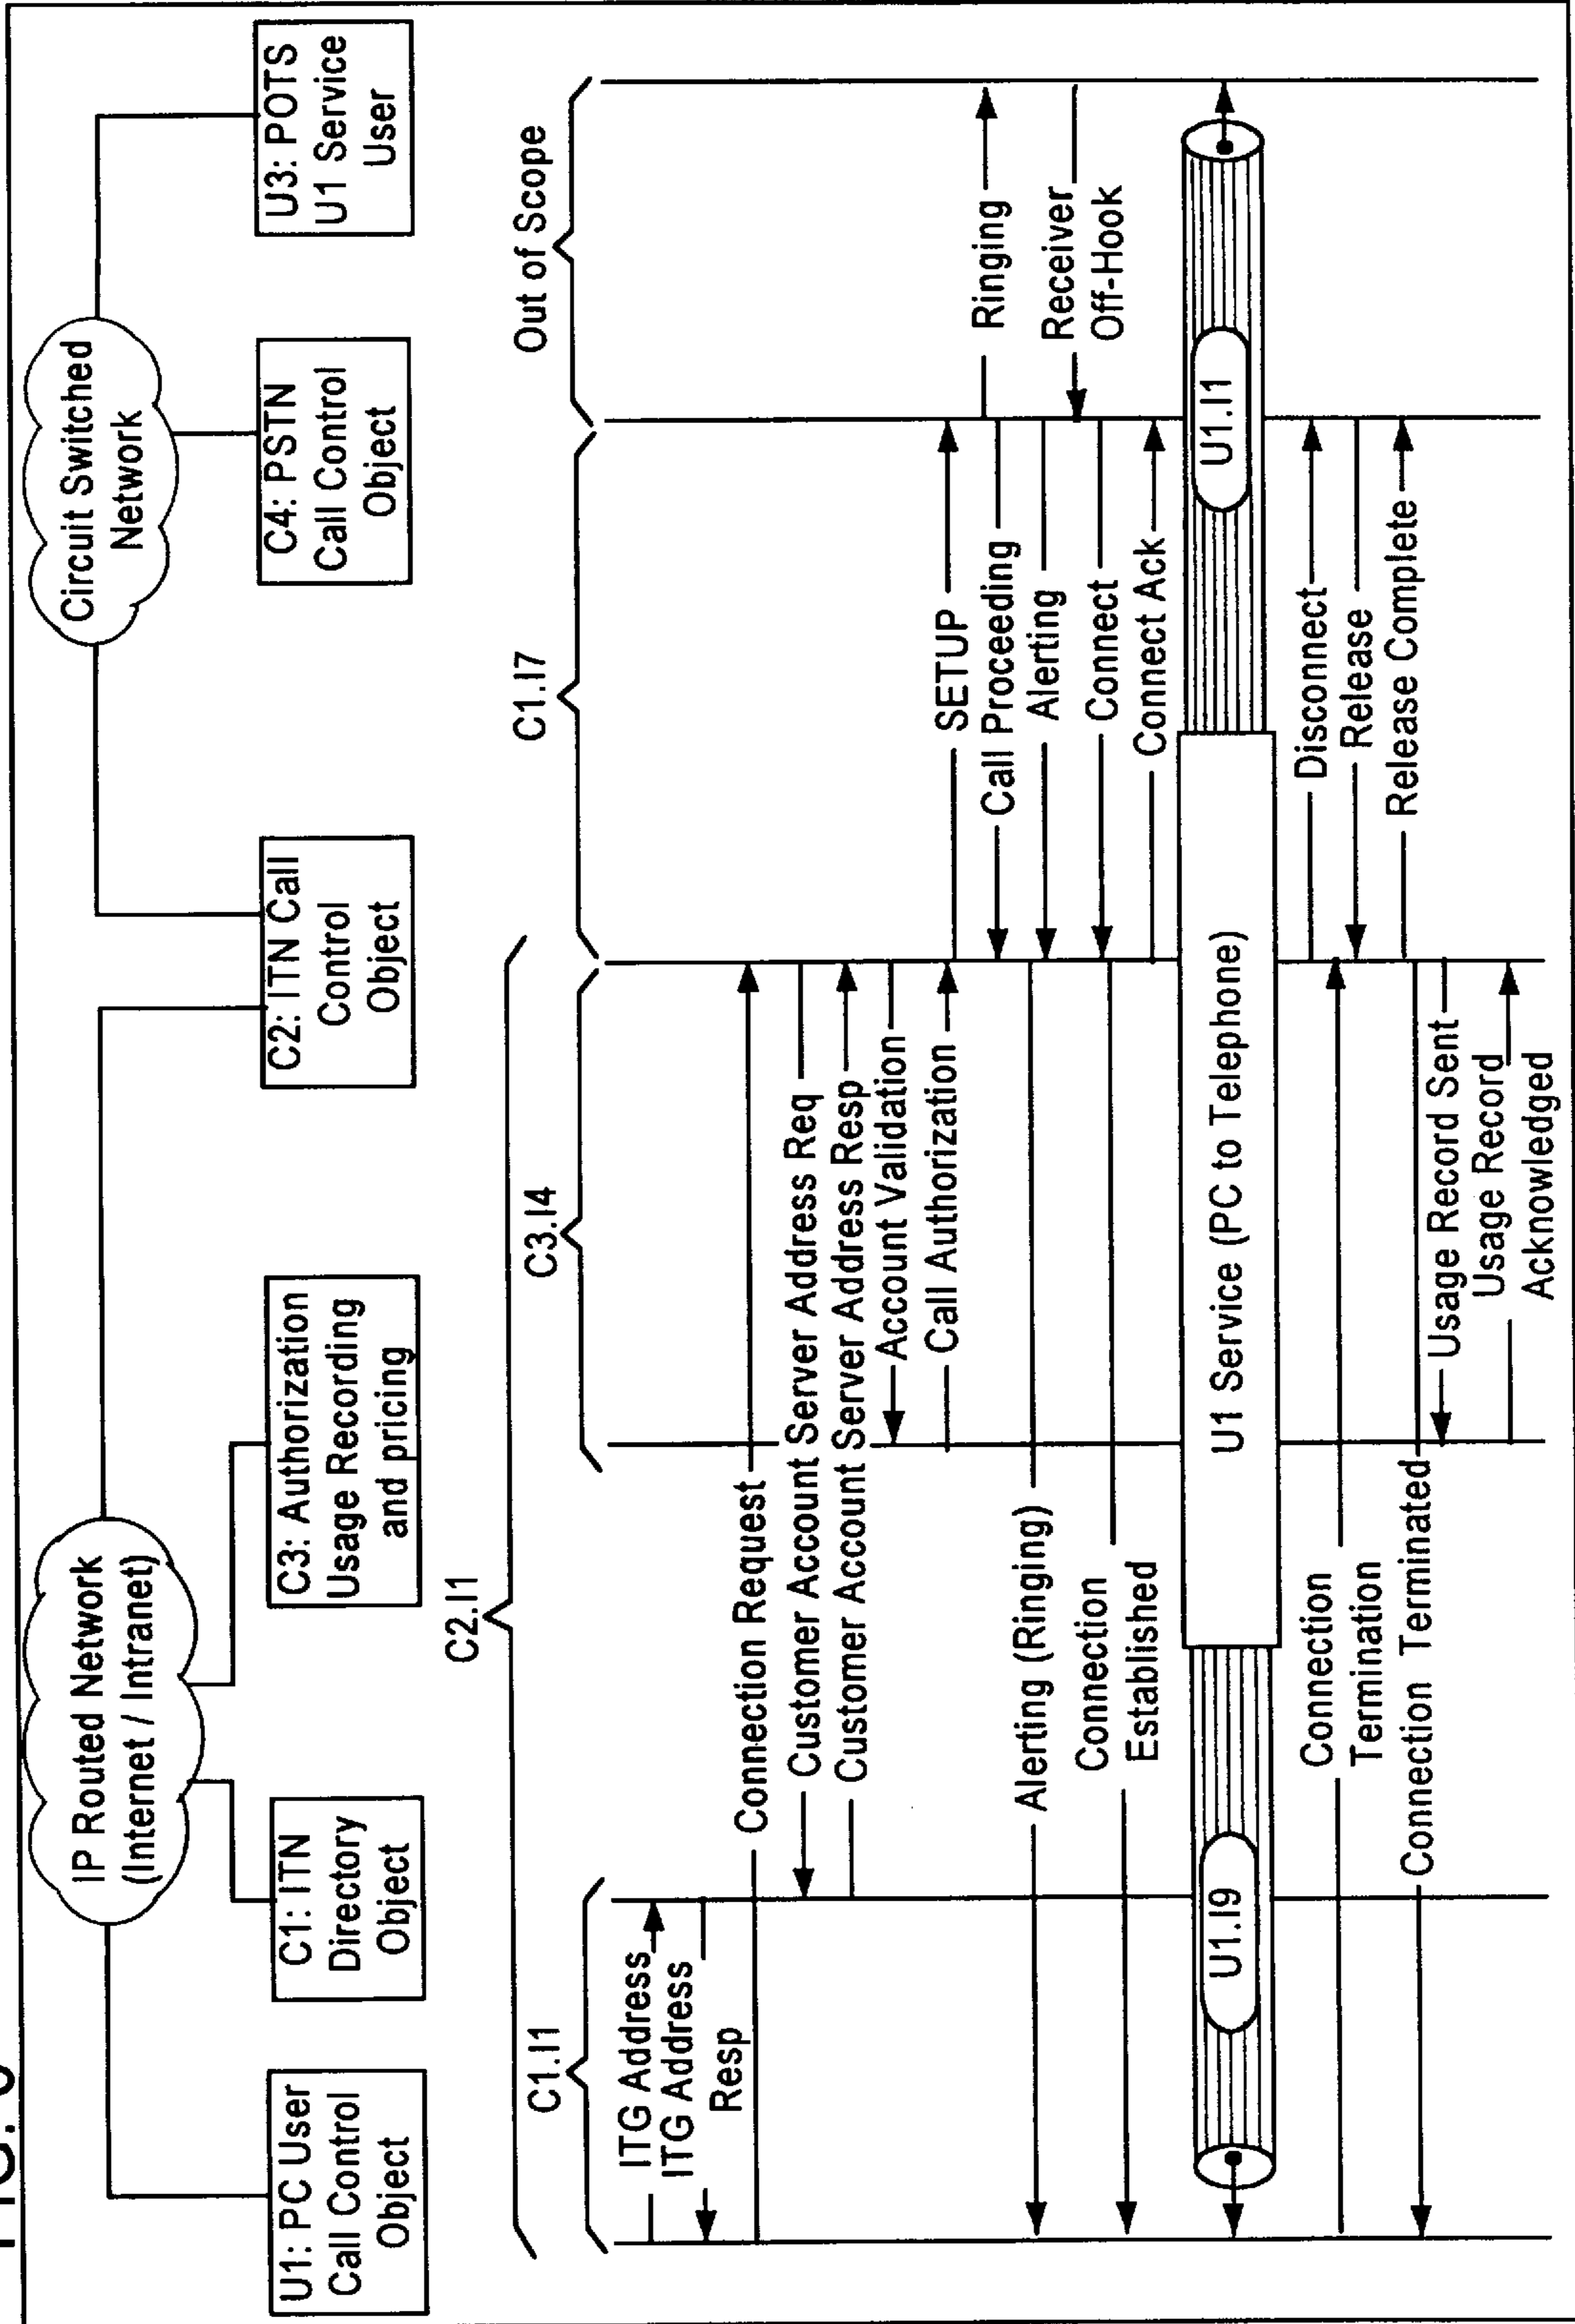 IP Routed Network
(Internet / Intranet)
Circuit Switched
Network
U1: PC User
Call Control
Object
C1: ITN
Directory
Object
C3: Authorization
Usage Recording
and pricing
C2: ITN Call
Control
Object
C4: PSTN
Call Control
Object
U3: POTS
U1 Service
User
C2.I1
C1.I1
C3.I4
C1.I7
Out of Scope
ITG Address
ITG Address
Resp
Connection Request
Customer Account Server Address Req
Customer Account Server Address Resp
Account Validation
Call Authorization
SETUP
Call Proceeding
Ringing
Alerting
Alerting (Ringing)
Receiver
Off-Hook
Connect
Connection
Established
Connect Ack
U1.I9
U1 Service (PC to Telephone)
U1.I1
Connection
Termination
Disconnect
Release
Release Complete
Connection Terminated
Usage Record Sent
Usage Record
Acknowledged